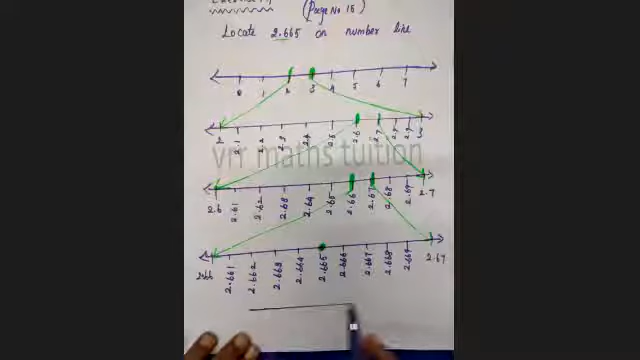 (Page No 15)
Locate 2.665 on number line
0 1 2 3 4 5 6 7
2 2.1 2.2 2.3 2.4 2.5 2.6 2.7 2.8 2.9 3
vrr maths tuition
2.6 2.61 2.62 2.63 2.64 2.65 2.66 2.67 2.68 2.69 2.7
2.66 2.661 2.662 2.663 2.664 2.665 2.666 2.667 2.668 2.669 2.67